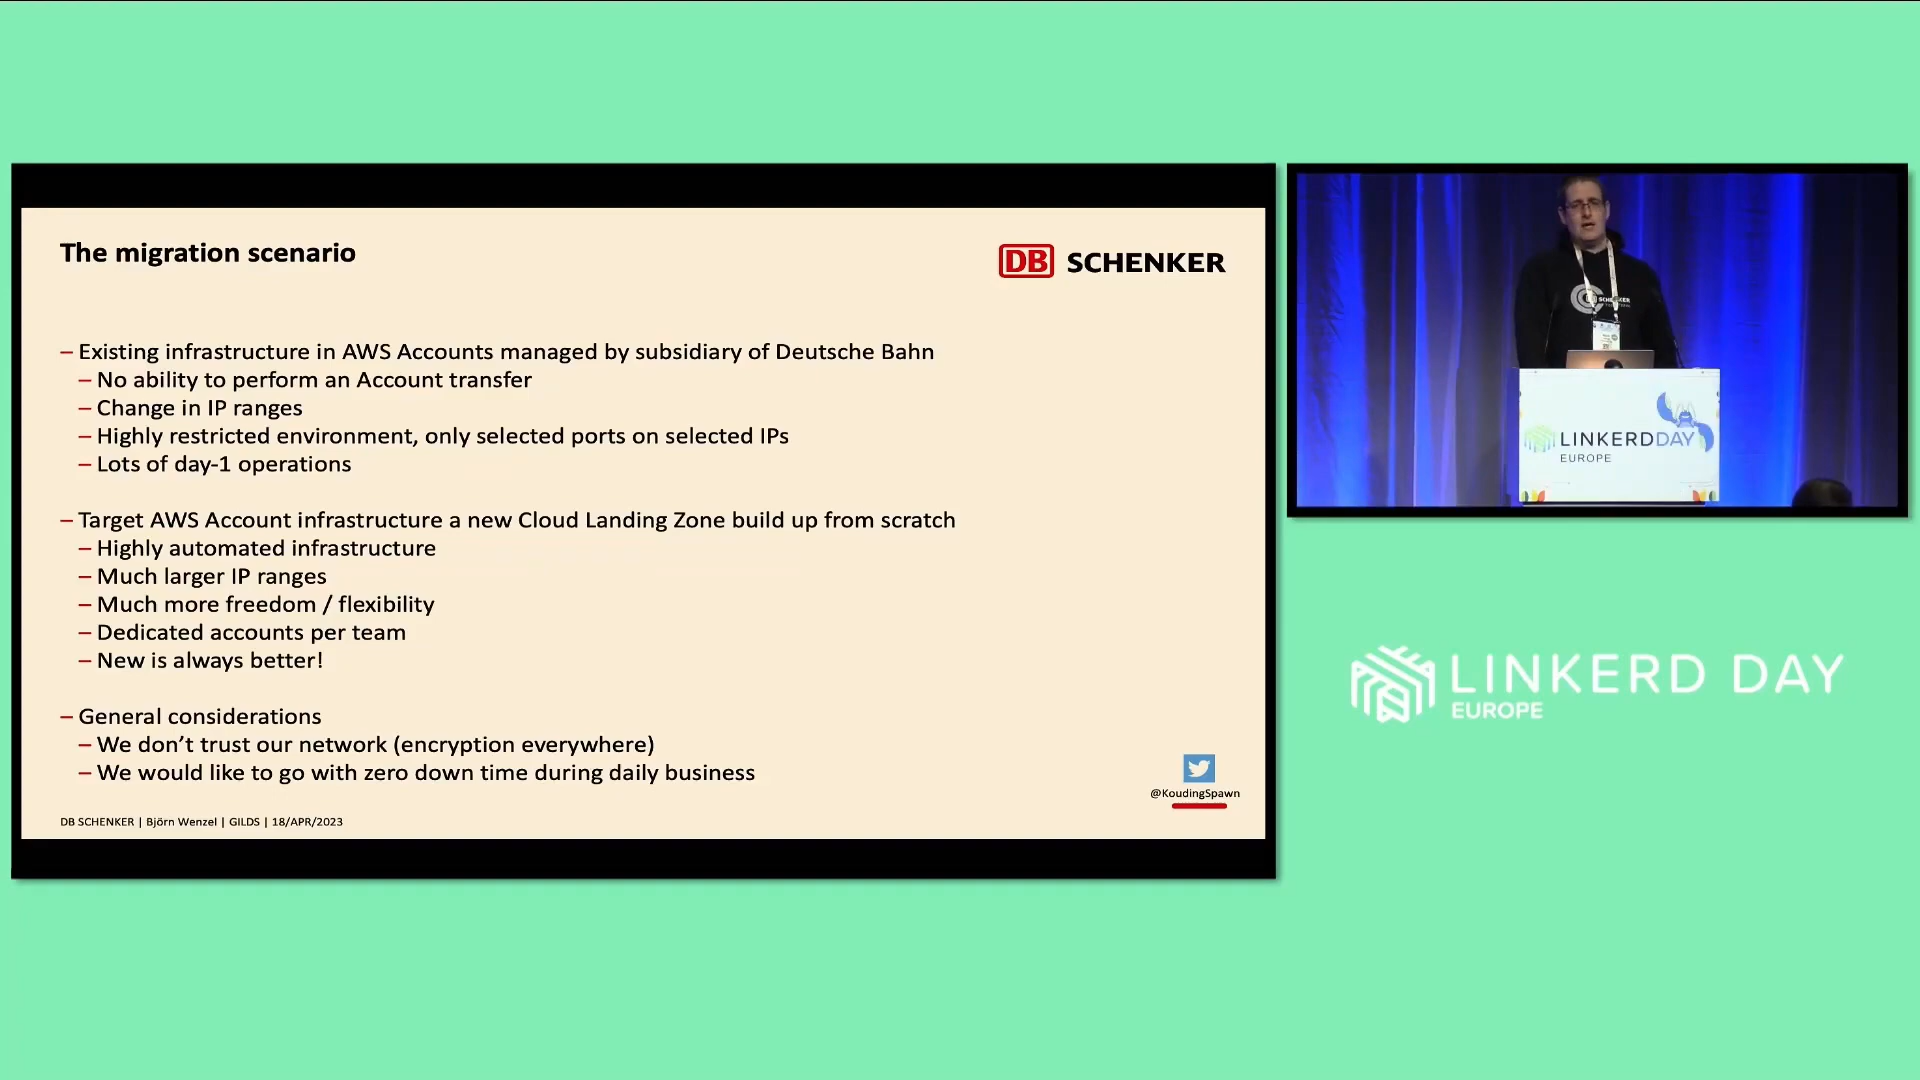 The migration scenario
DB SCHENKER
– Existing infrastructure in AWS Accounts managed by subsidiary of Deutsche Bahn
– No ability to perform an Account transfer
– Change in IP ranges
– Highly restricted environment, only selected ports on selected IPs
– Lots of day-1 operations
– Target AWS Account infrastructure a new Cloud Landing Zone build up from scratch
– Highly automated infrastructure
– Much larger IP ranges
– Much more freedom / flexibility
– Dedicated accounts per team
– New is always better!
– General considerations
– We don’t trust our network (encryption everywhere)
– We would like to go with zero down time during daily business
@KoudingSpawn
DB SCHENKER | Björn Wenzel | GILDS | 18/APR/2023
SCHENKER
LINKERDDAY
EUROPE
LINKERD DAY
EUROPE